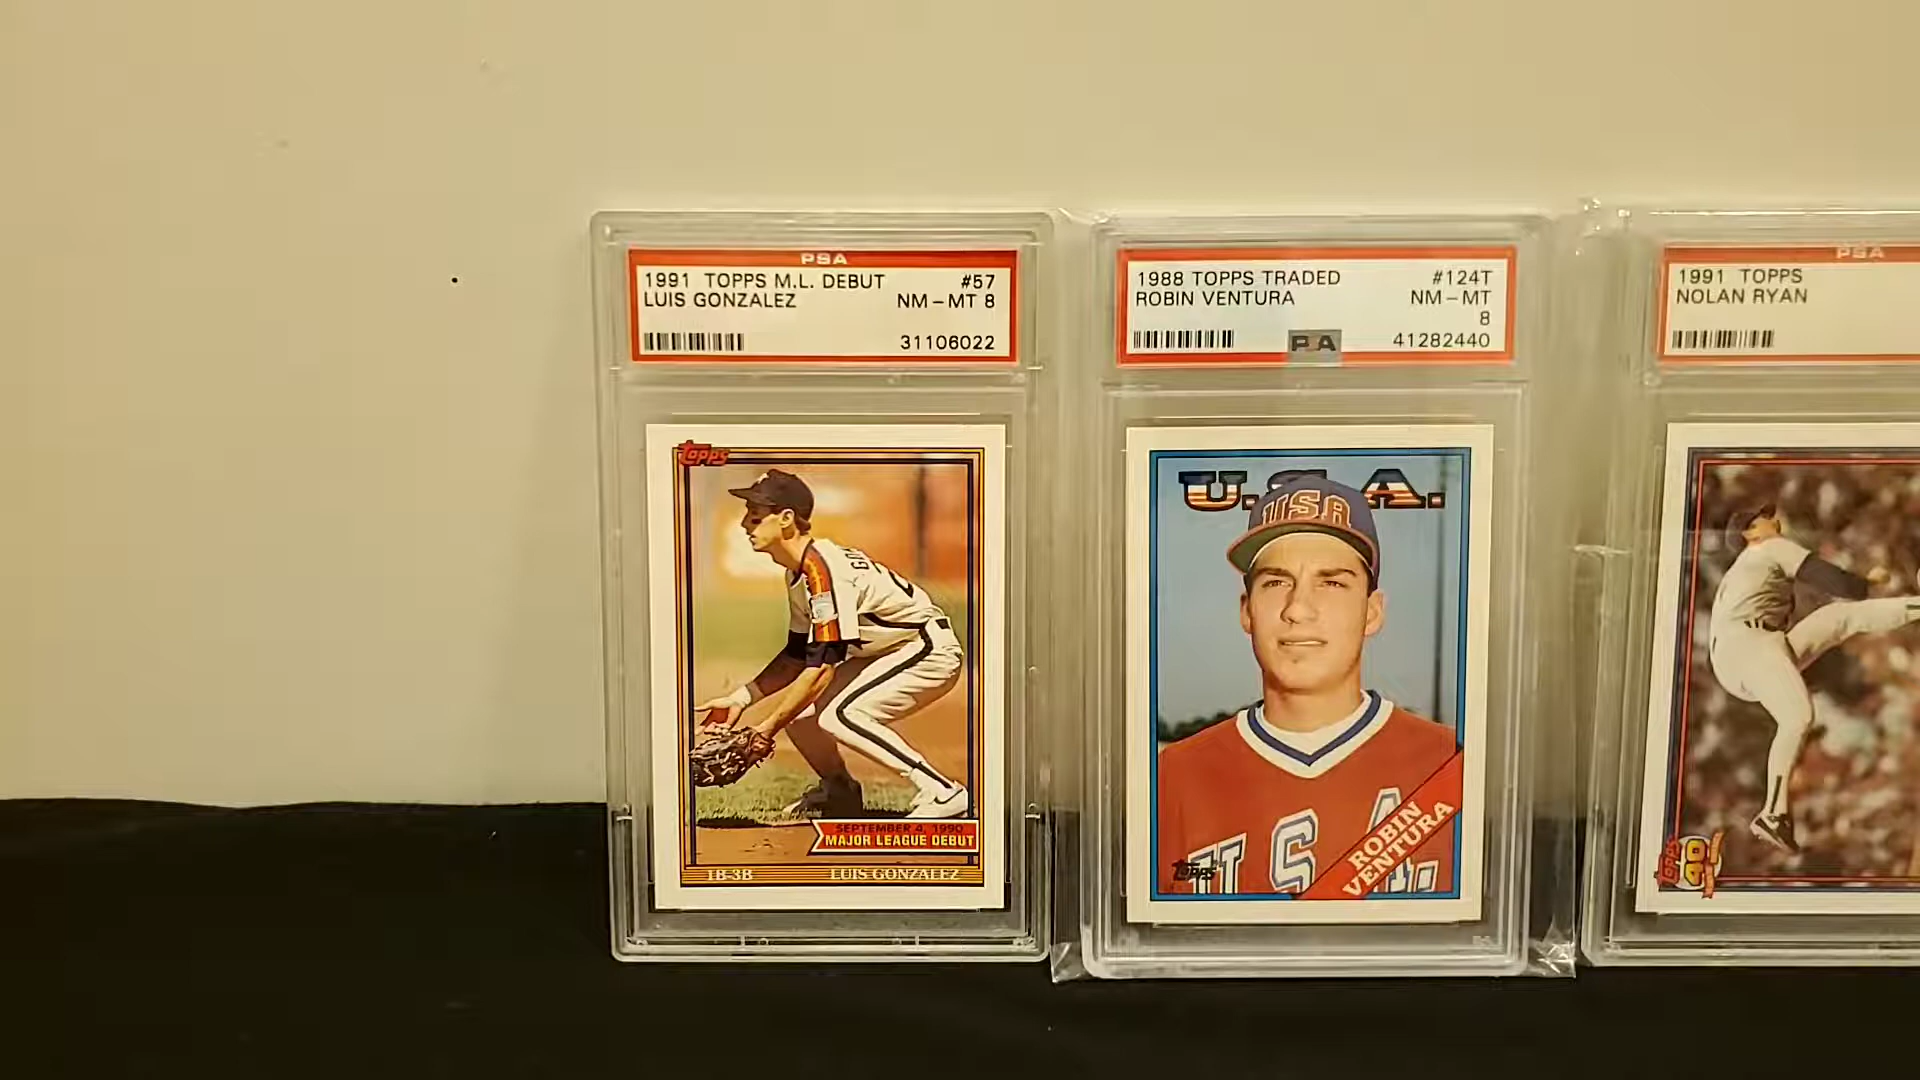 PSA
1991 TOPPS M.L. DEBUT #57
LUIS GONZALEZ NM-MT 8
31106022
Topps
SEPTEMBER 4, 1990
MAJOR LEAGUE DEBUT
1B-3B LUIS GONZALEZ
1988 TOPPS TRADED #124T
ROBIN VENTURA NM-MT
8
41282440
U.S.A.
USA
ROBIN
VENTURA
U.S.A.
Topps
PSA
1991 TOPPS
NOLAN RYAN
Topps
40